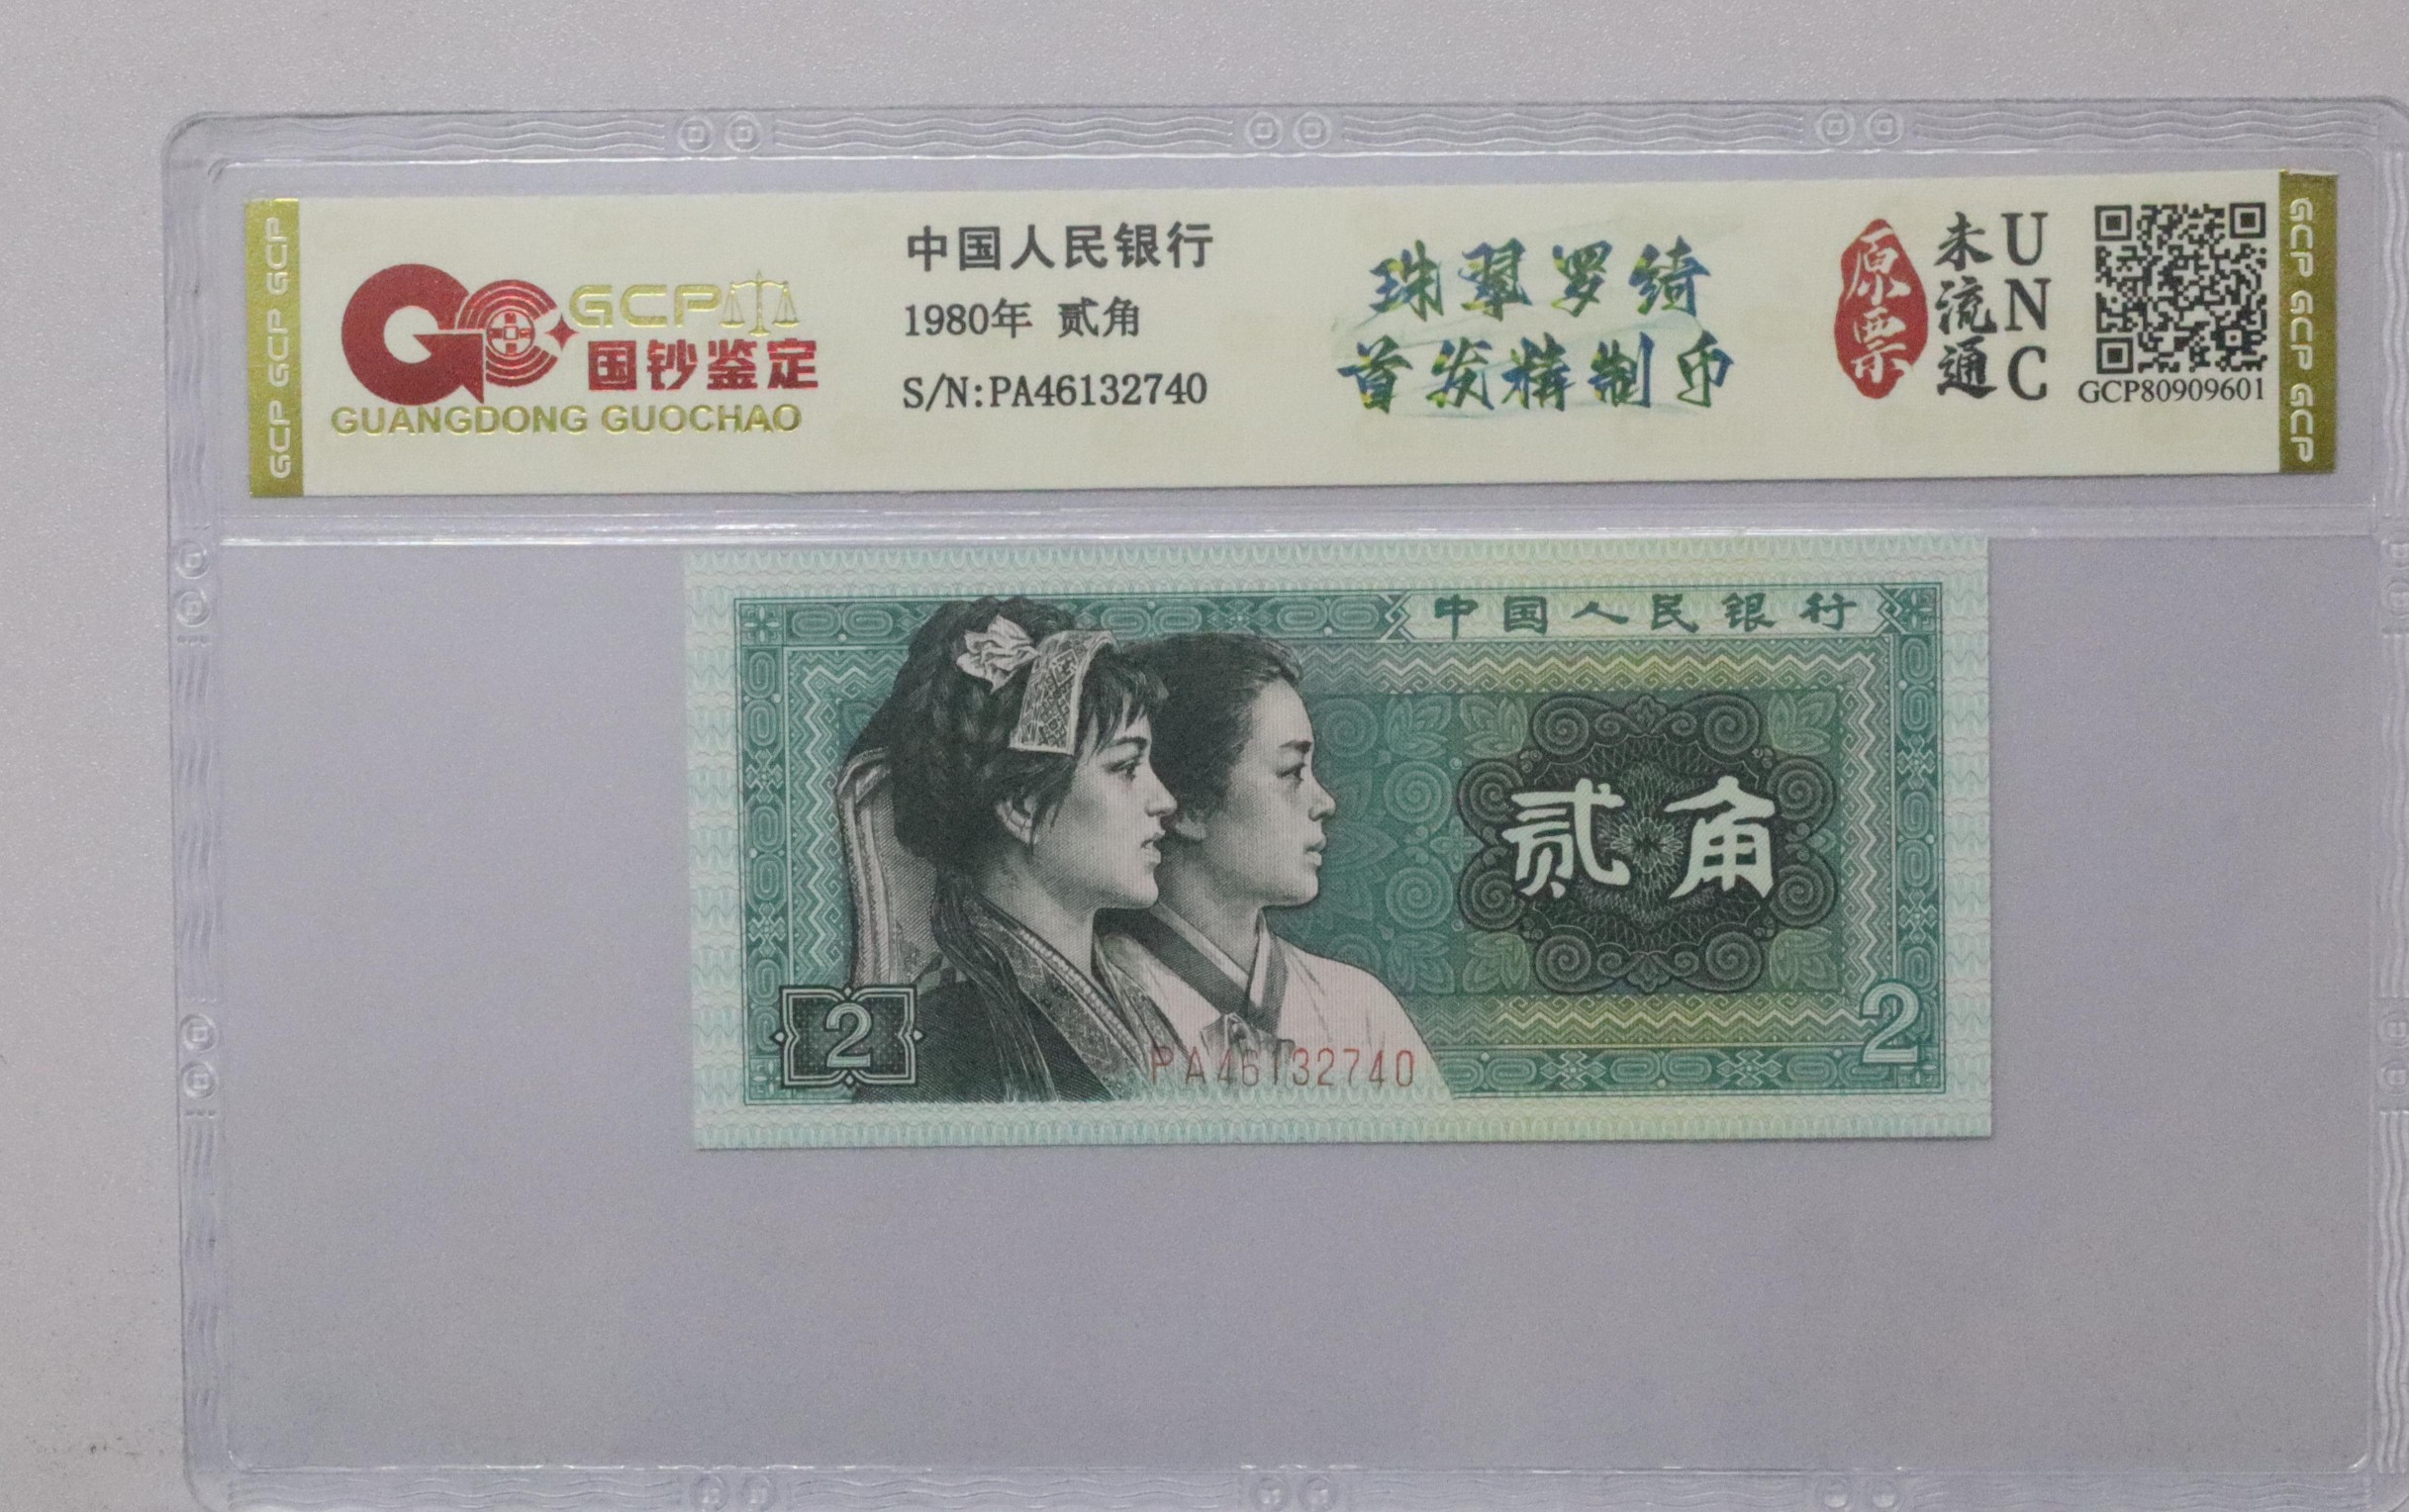 GCP GCP GCP
GCP
国钞鉴定
GUANGDONG GUOCHAO
中国人民银行
1980年 贰角
S/N:PA46132740
珠翠罗绮
首发精制币
原票
未流通
UNC
GCP80909601
GCP GCP GCP
中国人民银行
贰角
2
PA46132740
2